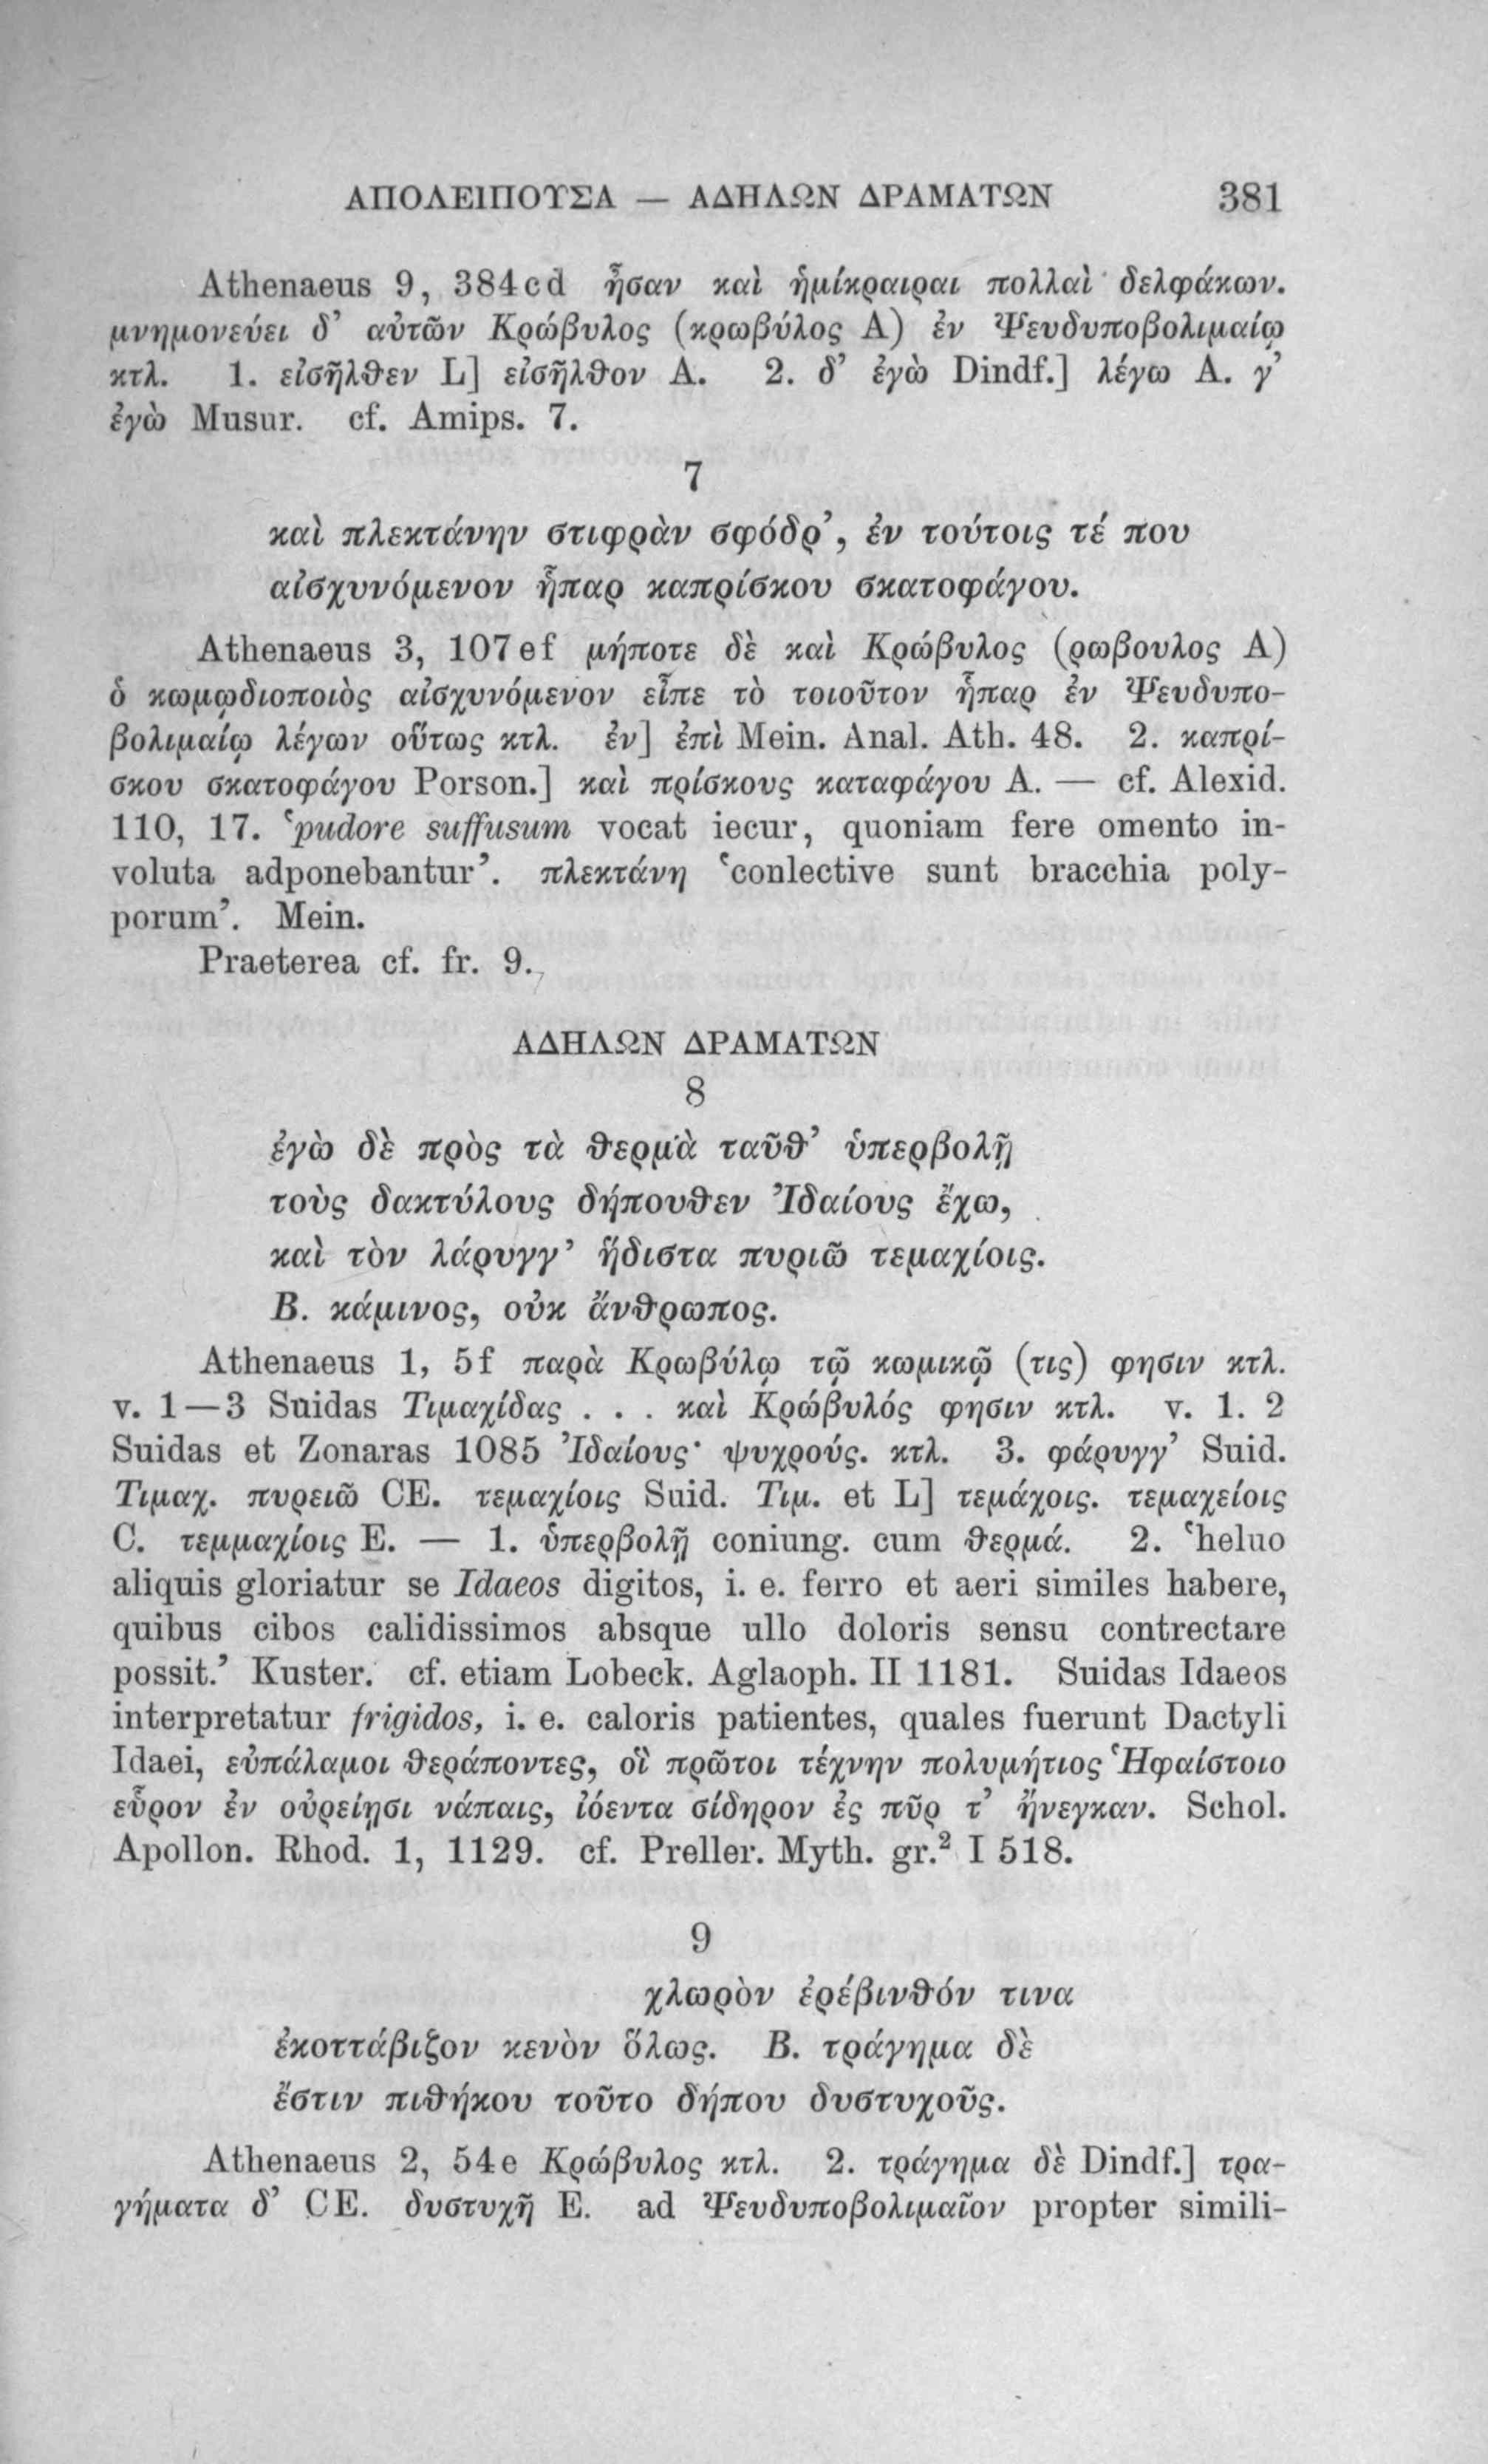 ΑΠΟΛΕΙΠΟΥΣΑ — ΑΔΗΛΩΝ ΔΡΑΜΑΤΩΝ 381
Athenaeus 9, 384cd ἦσαν καὶ ἡμίκραιραι πολλαὶ δελφάκων.
μνημονεύει δ’ αὐτῶν Κρώβυλος (κρωβύλος A) ἐν Ψευδυποβολιμαίῳ
κτλ. 1. εἰσῆλθεν L] εἰσῆλθον A. 2. δ’ ἐγὼ Dindf.] λέγω A. γ’
ἐγὼ Musur. cf. Amips. 7.
7
καὶ πλεκτάνην στιφρὰν σφόδρ’, ἐν τούτοις τέ που
αἰσχυνόμενον ἧπαρ καπρίσκου σκατοφάγου.
Athenaeus 3, 107ef μήποτε δὲ καὶ Κρώβυλος (ρωβουλος A)
ὁ κωμῳδιοποιὸς αἰσχυνόμενον εἶπε τὸ τοιοῦτον ἧπαρ ἐν Ψευδυπο-
βολιμαίῳ λέγων οὕτως κτλ. ἐν] ἐπὶ Mein. Anal. Ath. 48. 2. καπρί-
σκου σκατοφάγου Porson.] καὶ πρίσκους καταφάγου A. — cf. Alexid.
110, 17. ‘pudore suffusum vocat iecur, quoniam fere omento in-
voluta adponebantur’. πλεκτάνη ‘conlective sunt bracchia poly-
porum’. Mein.
Praeterea cf. fr. 9.
ΑΔΗΛΩΝ ΔΡΑΜΑΤΩΝ
8
ἐγὼ δὲ πρὸς τὰ θερμὰ ταῦθ’ ὑπερβολῇ
τοὺς δακτύλους δήπουθεν Ἰδαίους ἔχω,
καὶ τὸν λάρυγγ’ ἥδιστα πυριῶ τεμαχίοις.
Β. κάμινος, οὐκ ἄνθρωπος.
Athenaeus 1, 5f παρὰ Κρωβύλῳ τῷ κωμικῷ (τις) φησιν κτλ.
v. 1—3 Suidas Τιμαχίδας . . . καὶ Κρώβυλός φησιν κτλ. v. 1. 2
Suidas et Zonaras 1085 Ἰδαίους· ψυχρούς. κτλ. 3. φάρυγγ’ Suid.
Τιμαχ. πυρειῶ CE. τεμαχίοις Suid. Τιμ. et L] τεμάχοις. τεμαχείοις
C. τεμμαχίοις E. — 1. ὑπερβολῇ coniung. cum θερμά. 2. ‘heluo
aliquis gloriatur se Idaeos digitos, i. e. ferro et aeri similes habere,
quibus cibos calidissimos absque ullo doloris sensu contrectare
possit.’ Kuster. cf. etiam Lobeck. Aglaoph. II 1181. Suidas Idaeos
interpretatur frigidos, i. e. caloris patientes, quales fuerunt Dactyli
Idaei, εὐπάλαμοι θεράποντες, οἳ πρῶτοι τέχνην πολυμήτιος Ἡφαίστοιο
εὗρον ἐν οὐρείῃσι νάπαις, ἰόεντα σίδηρον ἐς πῦρ τ’ ἤνεγκαν. Schol.
Apollon. Rhod. 1, 1129. cf. Preller. Myth. gr.² I 518.
9
χλωρὸν ἐρέβινθόν τινα
ἐκοττάβιζον κενὸν ὅλως. Β. τράγημα δὲ
ἔστιν πιθήκου τοῦτο δήπου δυστυχοῦς.
Athenaeus 2, 54e Κρώβυλος κτλ. 2. τράγημα δὲ Dindf.] τρα-
γήματα δ’ CE. δυστυχῆ E. ad Ψευδυποβολιμαῖον propter simili-